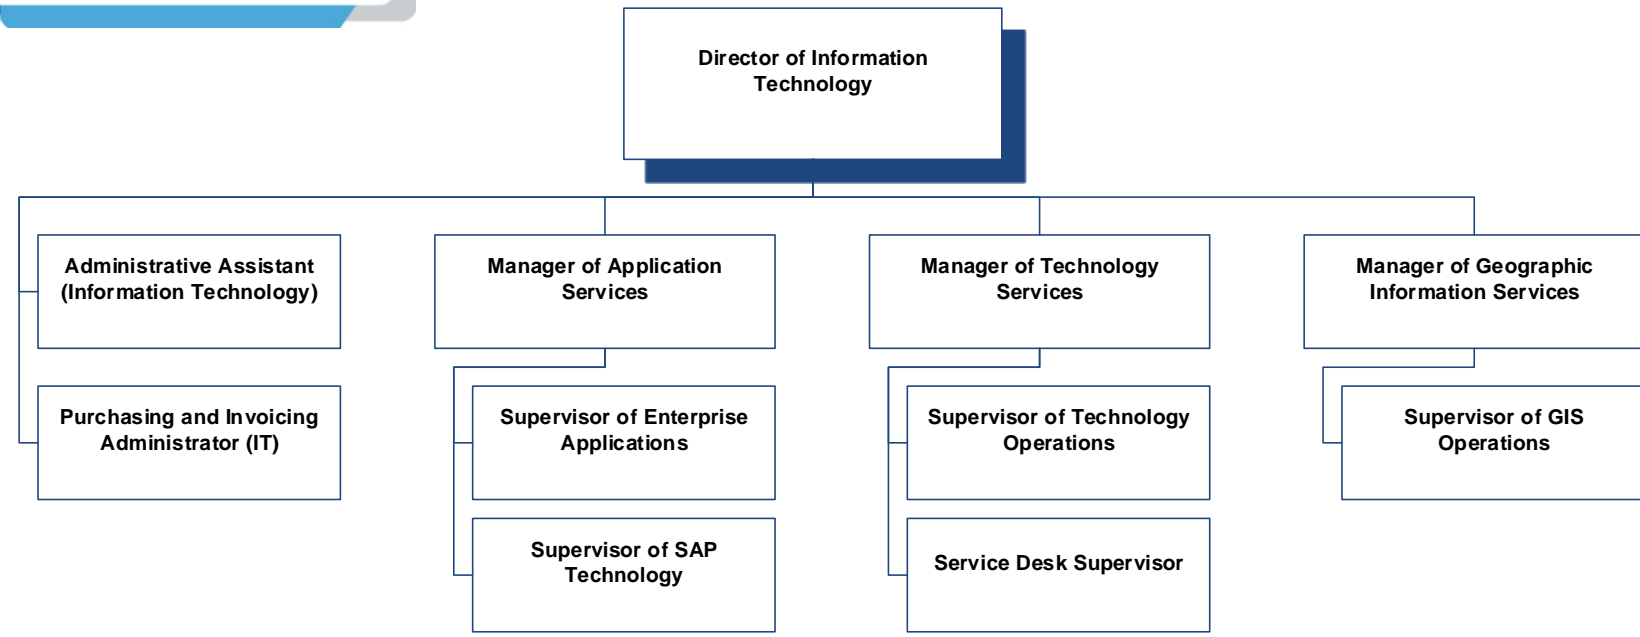 Director of Information
Technology
Administrative Assistant
(Information Technology)
Manager of Application
Services
Manager of Technology
Services
Manager of Geographic
Information Services
Purchasing and Invoicing
Administrator (IT)
Supervisor of Enterprise
Applications
Supervisor of Technology
Operations
Supervisor of GIS
Operations
Supervisor of SAP
Technology
Service Desk Supervisor